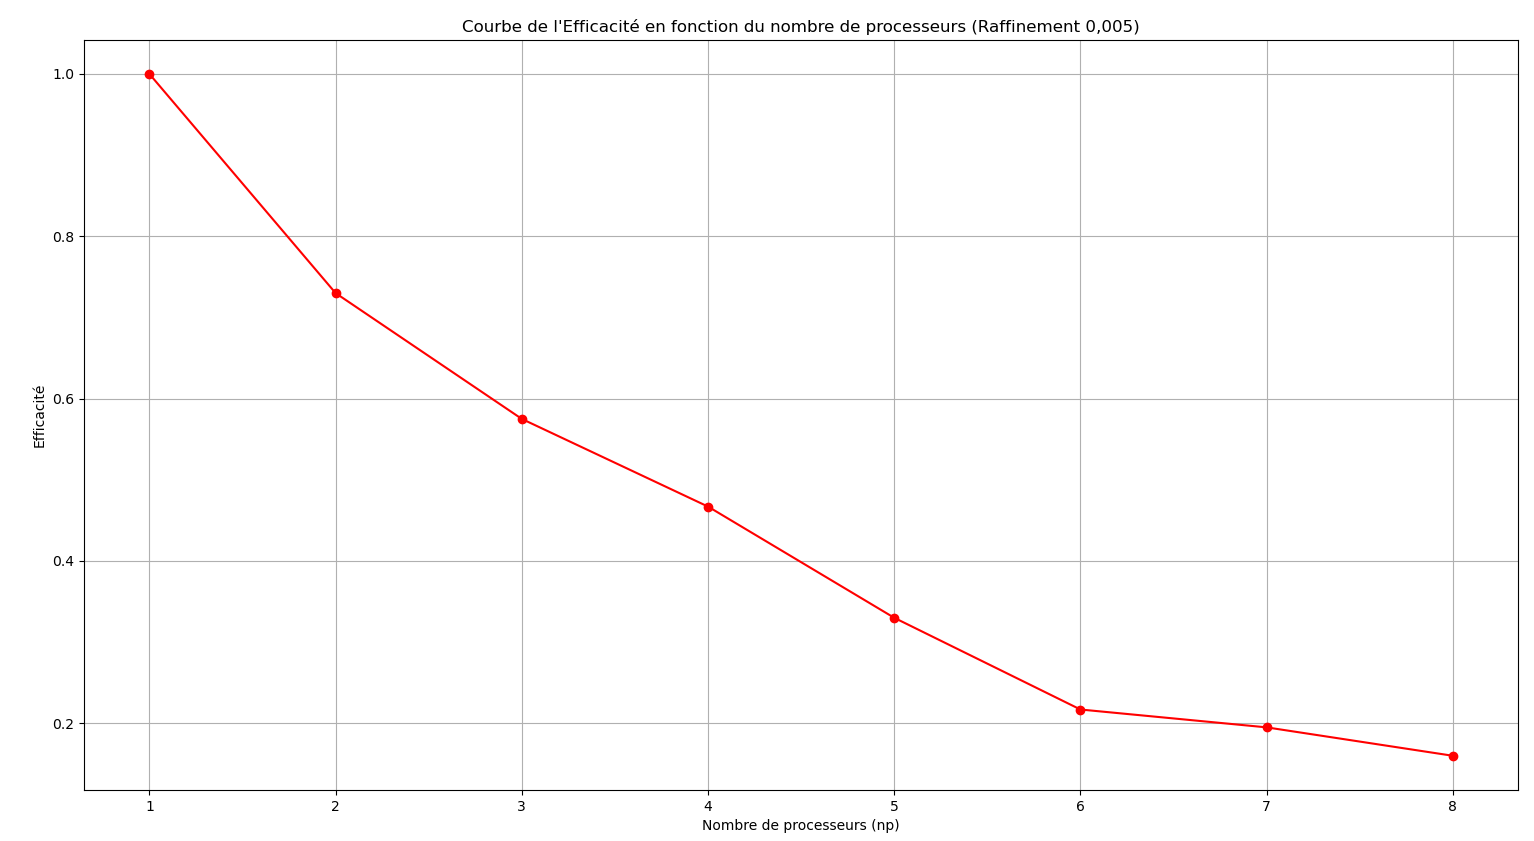 Courbe de l'Efficacité en fonction du nombre de processeurs (Raffinement 0,005)
1.0
0.8
0.6
0.4
0.2
Efficacité
1 2 3 4 5 6 7 8
Nombre de processeurs (np)